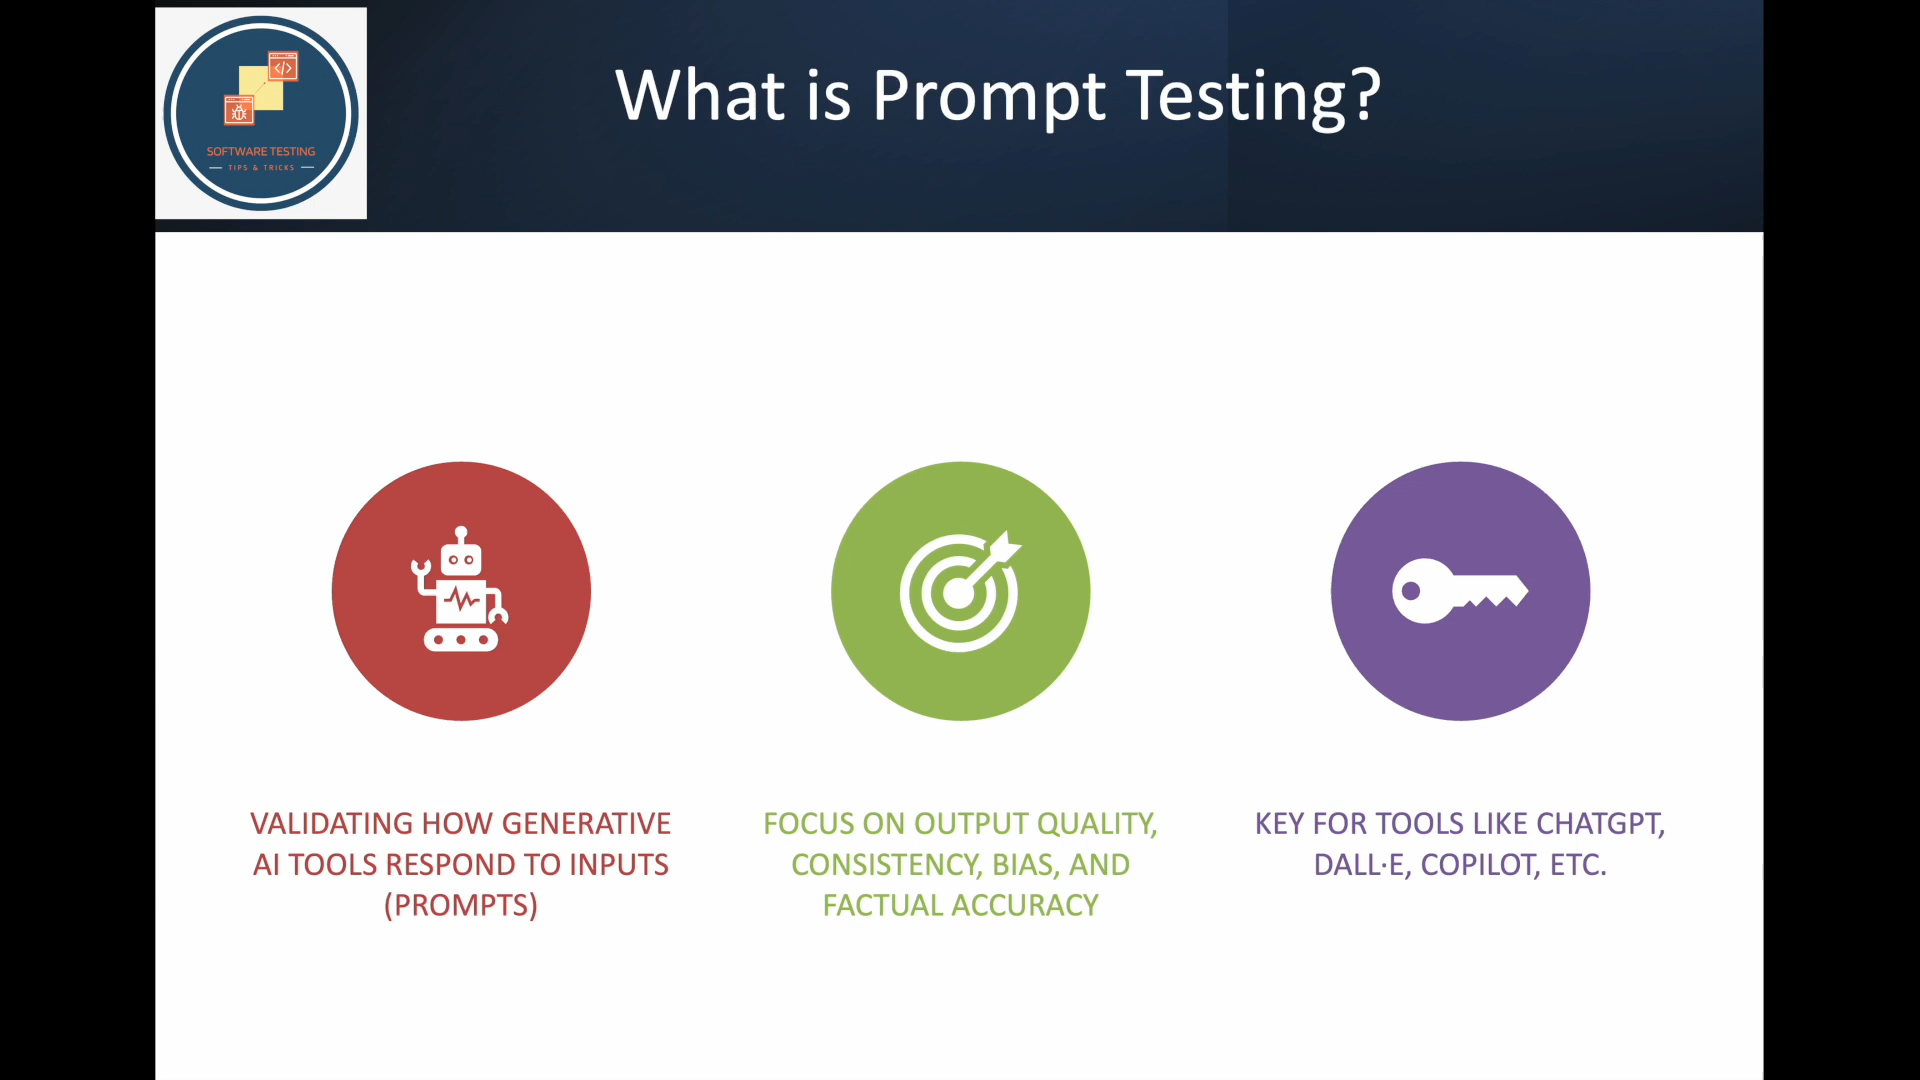 What is Prompt Testing?
</>
SOFTWARE TESTING
TIPS & TRICKS
VALIDATING HOW GENERATIVE
AI TOOLS RESPOND TO INPUTS
(PROMPTS)
FOCUS ON OUTPUT QUALITY,
CONSISTENCY, BIAS, AND
FACTUAL ACCURACY
KEY FOR TOOLS LIKE CHATGPT,
DALL·E, COPILOT, ETC.